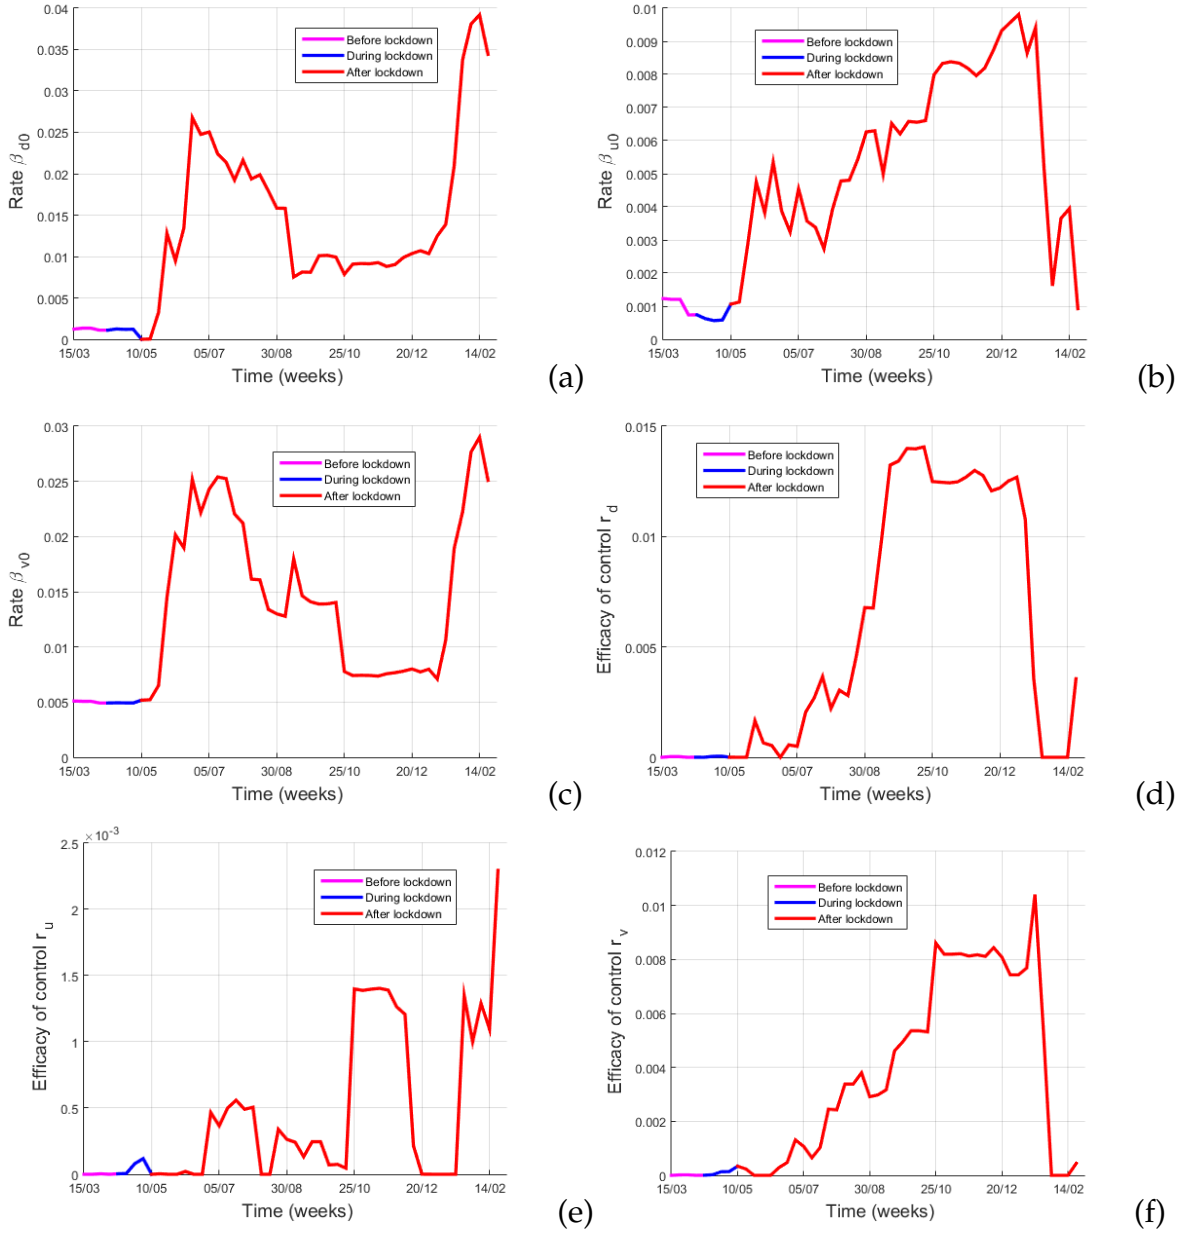 0.04
0.035
0.03
0.025
0.02
0.015
0.01
0.005
0
Rate β d0
Before lockdown
During lockdown
After lockdown
15/03 10/05 05/07 30/08 25/10 20/12 14/02
Time (weeks)
(a)
0.01
0.009
0.008
0.007
0.006
0.005
0.004
0.003
0.002
0.001
0
Rate β u0
Before lockdown
During lockdown
After lockdown
15/03 10/05 05/07 30/08 25/10 20/12 14/02
Time (weeks)
(b)
0.03
0.025
0.02
0.015
0.01
0.005
0
Rate β v0
Before lockdown
During lockdown
After lockdown
15/03 10/05 05/07 30/08 25/10 20/12 14/02
Time (weeks)
(c)
0.015
0.01
0.005
0
Efficacy of control r d
Before lockdown
During lockdown
After lockdown
15/03 10/05 05/07 30/08 25/10 20/12 14/02
Time (weeks)
(d)
×10⁻³
2.5
2
1.5
1
0.5
0
Efficacy of control r u
Before lockdown
During lockdown
After lockdown
15/03 10/05 05/07 30/08 25/10 20/12 14/02
Time (weeks)
(e)
0.012
0.01
0.008
0.006
0.004
0.002
0
Efficacy of control r v
Before lockdown
During lockdown
After lockdown
15/03 10/05 05/07 30/08 25/10 20/12 14/02
Time (weeks)
(f)